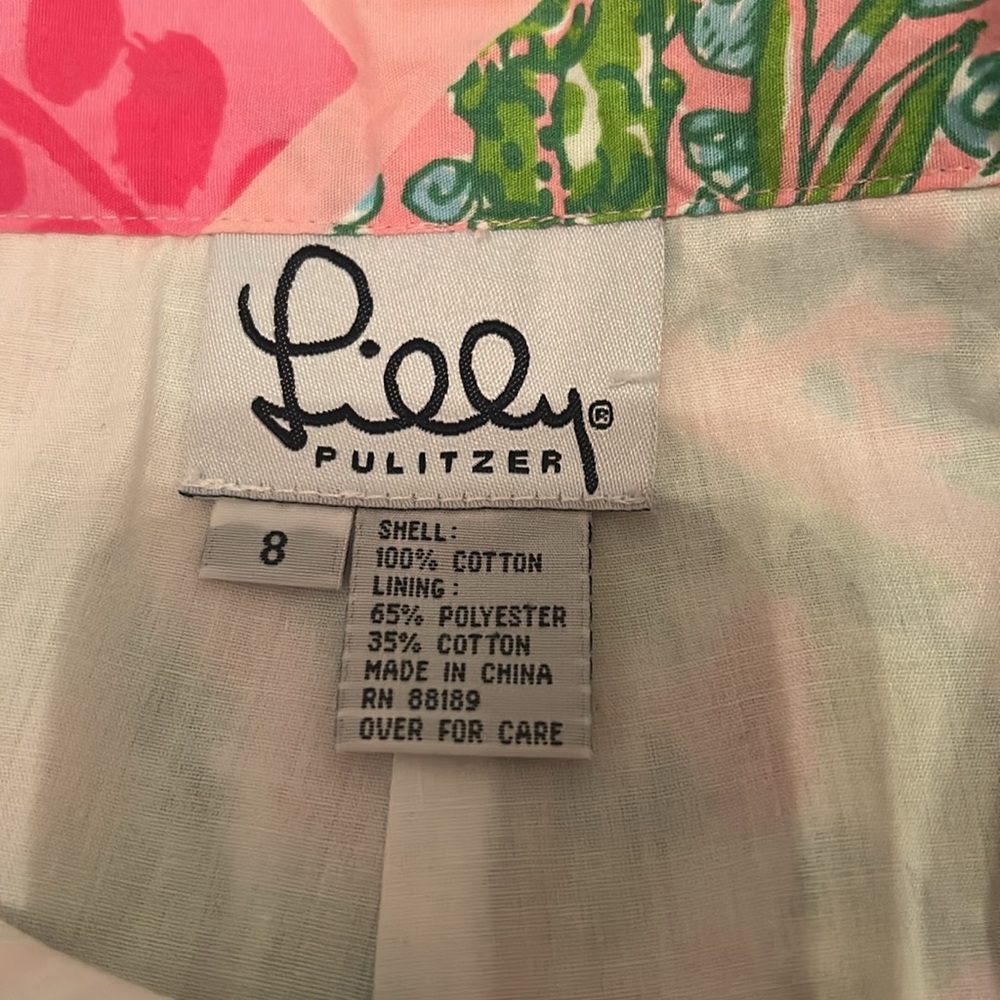 Lilly®
PULITZER
8
SHELL:
100% COTTON
LINING:
65% POLYESTER
35% COTTON
MADE IN CHINA
RN 88189
OVER FOR CARE